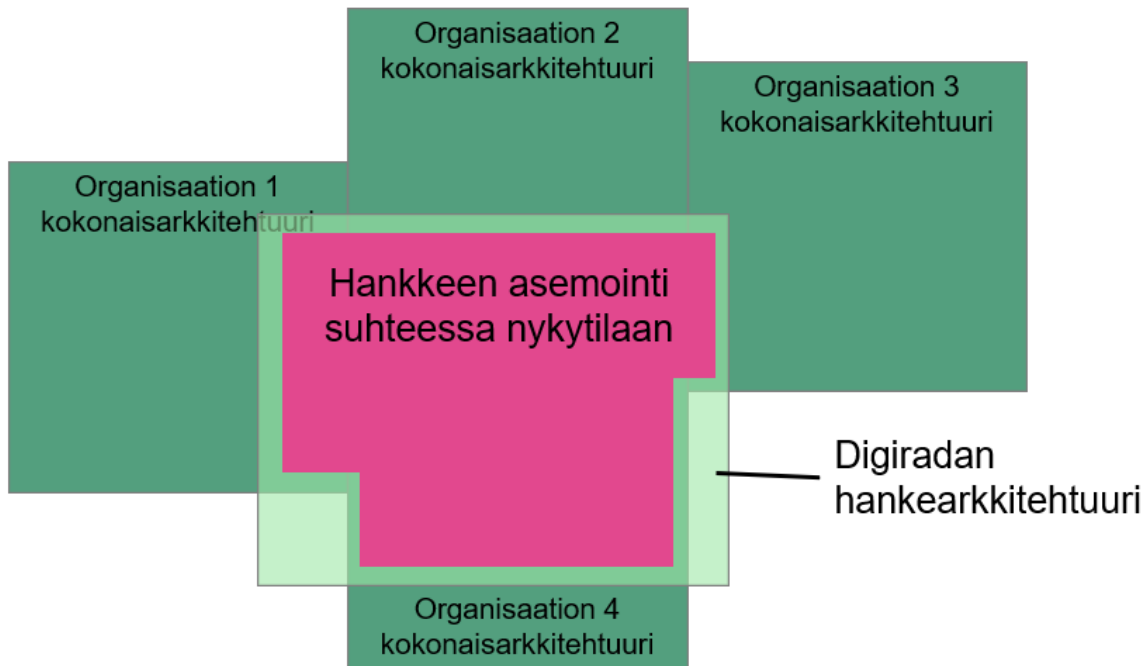 Organisaation 2
kokonaisarkkitehtuuri
Organisaation 3
kokonaisarkkitehtuuri
Organisaation 1
kokonaisarkkitehtuuri
Hankkeen asemointi
suhteessa nykytilaan
Digiradan
hankearkkitehtuuri
Organisaation 4
kokonaisarkkitehtuuri